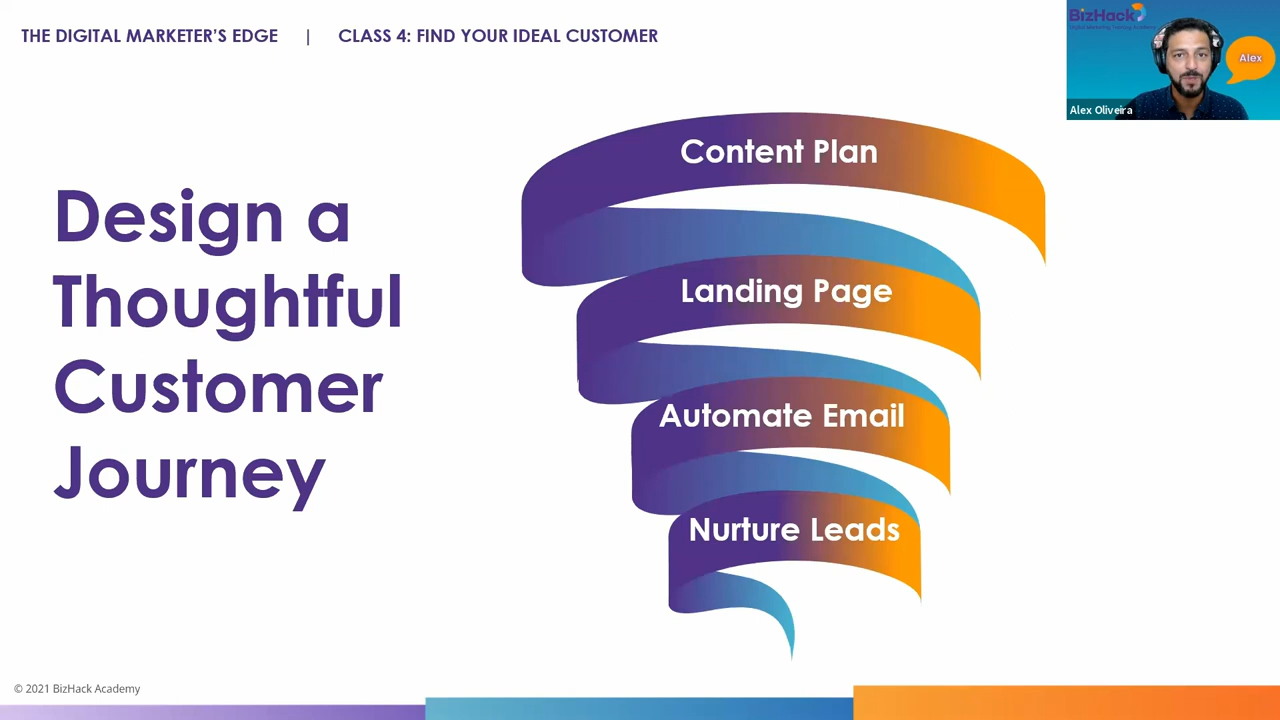 THE DIGITAL MARKETER'S EDGE | CLASS 4: FIND YOUR IDEAL CUSTOMER
BizHack
Alex
Alex Oliveira
Design a
Thoughtful
Customer
Journey
Content Plan
Landing Page
Automate Email
Nurture Leads
© 2021 BizHack Academy